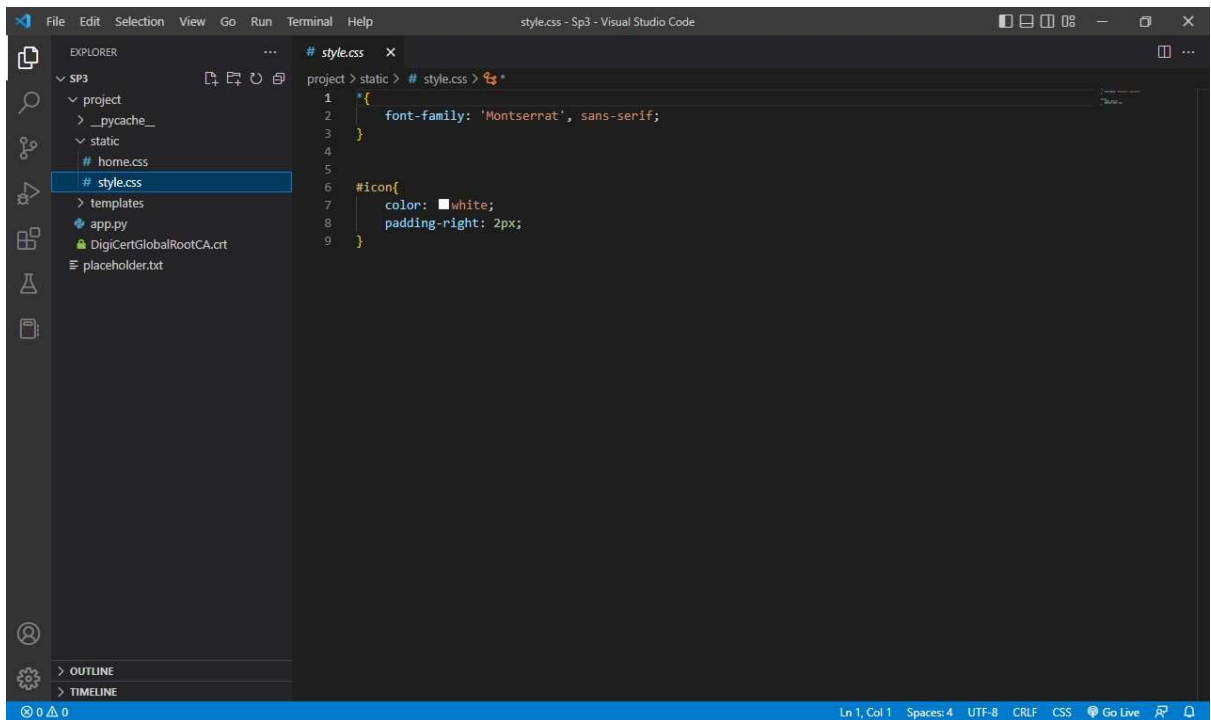 File Edit Selection View Go Run Terminal Help style.css - Sp3 - Visual Studio Code
EXPLORER
SP3
project
__pycache__
static
# home.css
# style.css
templates
app.py
DigiCertGlobalRootCA.crt
placeholder.txt
OUTLINE
TIMELINE
# style.css
project > static > # style.css > *
1 *{
2 font-family: 'Montserrat', sans-serif;
3 }
4
5
6 #icon{
7 color: white;
8 padding-right: 2px;
9 }
0 0 Ln 1, Col 1 Spaces: 4 UTF-8 CRLF CSS Go Live